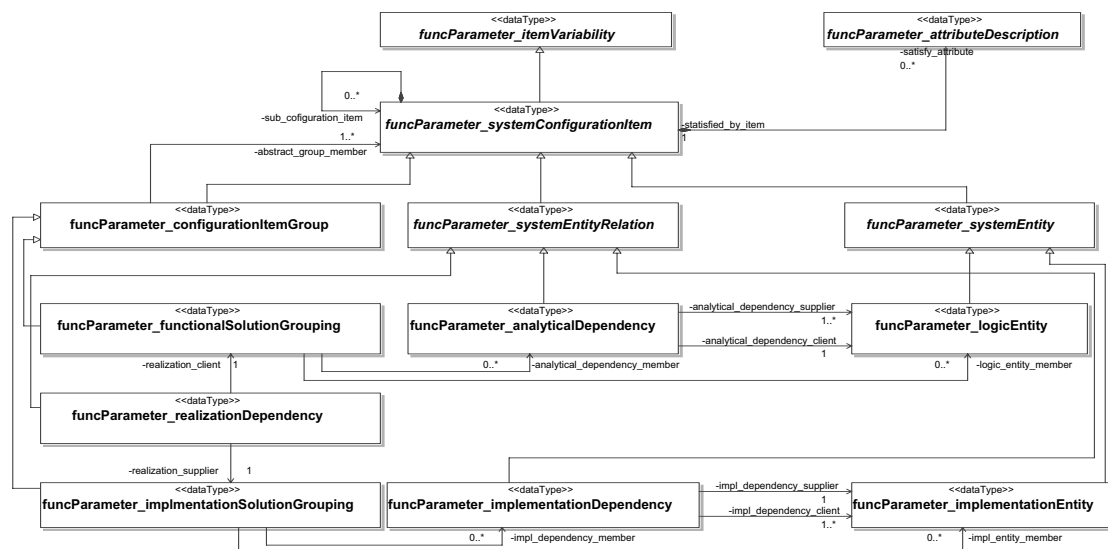 <<dataType>>
funcParameter_itemVariability
<<dataType>>
funcParameter_attributeDescription
-satisfy_attribute
0..*
0..*
-sub_cofiguration_item
<<dataType>>
funcParameter_systemConfigurationItem
-statisfied_by_item
1
1..*
-abstract_group_member
<<dataType>>
funcParameter_configurationItemGroup
<<dataType>>
funcParameter_systemEntityRelation
<<dataType>>
funcParameter_systemEntity
<<dataType>>
funcParameter_functionalSolutionGrouping
<<dataType>>
funcParameter_analyticalDependency
-analytical_dependency_supplier
1..*
-analytical_dependency_client
1
<<dataType>>
funcParameter_logicEntity
-realization_client
1
0..*
-analytical_dependency_member
0..*
-logic_entity_member
<<dataType>>
funcParameter_realizationDependency
-realization_supplier
1
<<dataType>>
funcParameter_implmentationSolutionGrouping
<<dataType>>
funcParameter_implementationDependency
-impl_dependency_supplier
1
-impl_dependency_client
1..*
<<dataType>>
funcParameter_implementationEntity
0..*
-impl_dependency_member
0..*
-impl_entity_member